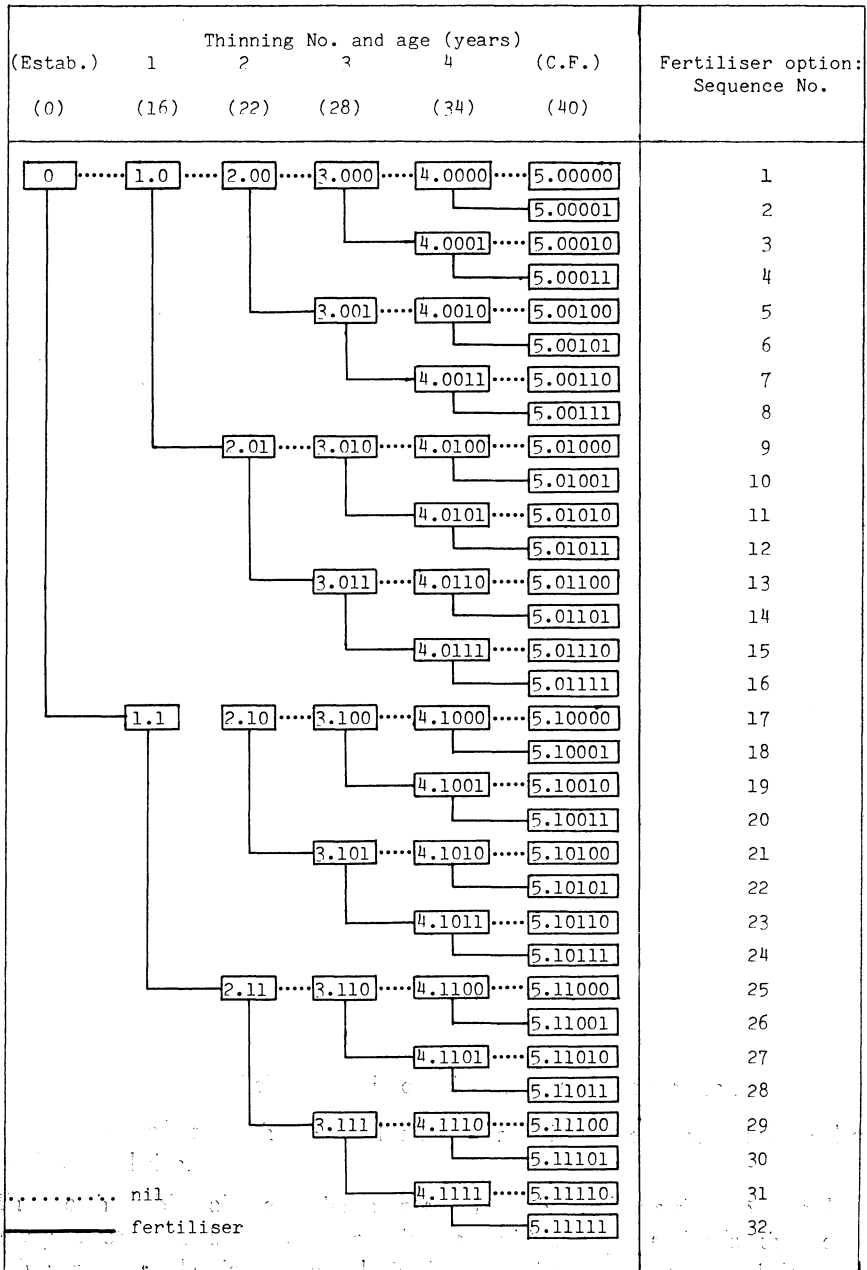 Thinning No. and age (years)
(Estab.) 1 2 3 4 (C.F.) Fertiliser option:
Sequence No.
(0) (16) (22) (28) (34) (40)
0 1.0 2.00 3.000 4.0000 5.00000 1
5.00001 2
4.0001 5.00010 3
5.00011 4
3.001 4.0010 5.00100 5
5.00101 6
4.0011 5.00110 7
5.00111 8
2.01 3.010 4.0100 5.01000 9
5.01001 10
4.0101 5.01010 11
5.01011 12
3.011 4.0110 5.01100 13
5.01101 14
4.0111 5.01110 15
5.01111 16
1.1 2.10 3.100 4.1000 5.10000 17
5.10001 18
4.1001 5.10010 19
5.10011 20
3.101 4.1010 5.10100 21
5.10101 22
4.1011 5.10110 23
5.10111 24
2.11 3.110 4.1100 5.11000 25
5.11001 26
4.1101 5.11010 27
5.11011 28
3.111 4.1110 5.11100 29
5.11101 30
nil 4.1111 5.11110 31
fertiliser 5.11111 32